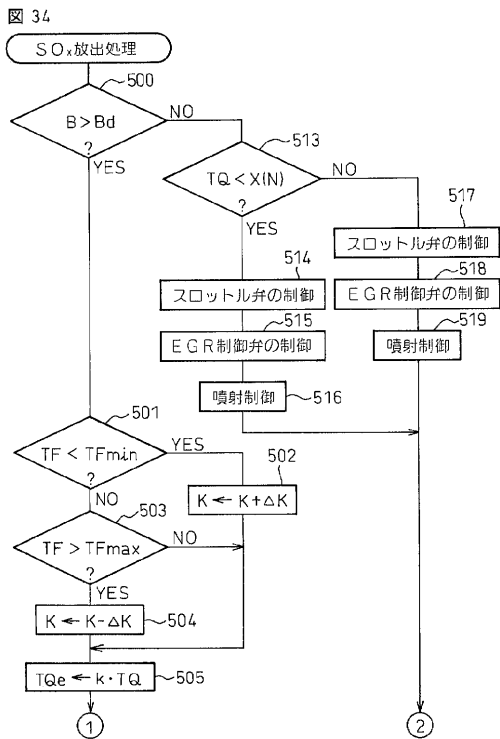 図 34
SOₓ放出処理
500
B>Bd
?
NO
YES
513
TQ<X(N)
?
NO
YES
517
スロットル弁の制御
514
スロットル弁の制御
518
EGR制御弁の制御
515
EGR制御弁の制御
519
噴射制御
噴射制御
516
501
TF<TFmin
?
YES
NO
502
K←K+ΔK
503
TF>TFmax
?
NO
YES
K←K-ΔK
504
TQe←k・TQ
505
①
②